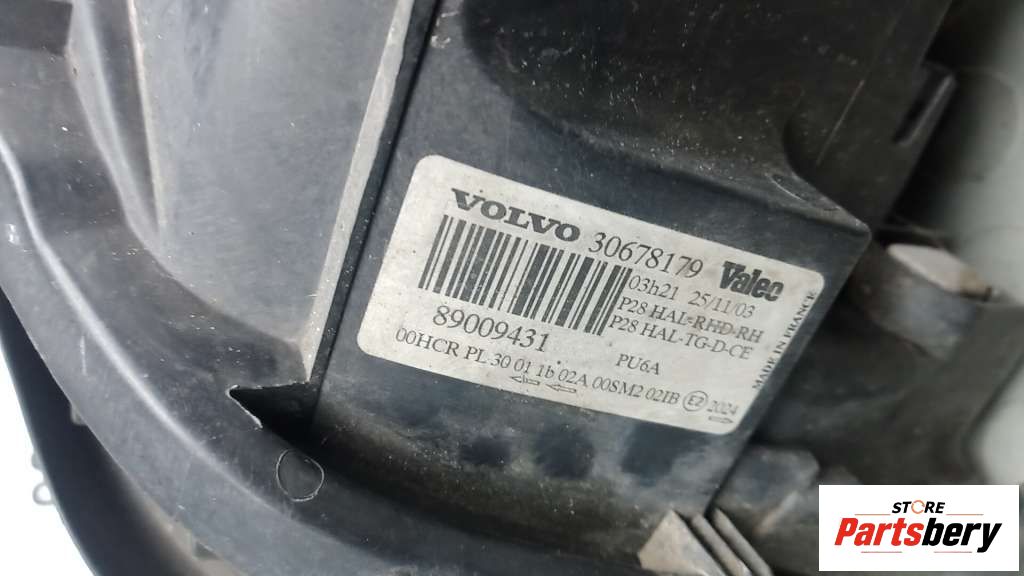 VOLVO 30678179 Valeo
03h21 25/11/03
P28 HAL-RHD-RH
P28 HAL-TG-D-CE
89009431
PU6A
00HCR PL 30 01 1b 02A 00SM2 02IB E2 2024
MADE IN FRANCE
STORE
Partsbery